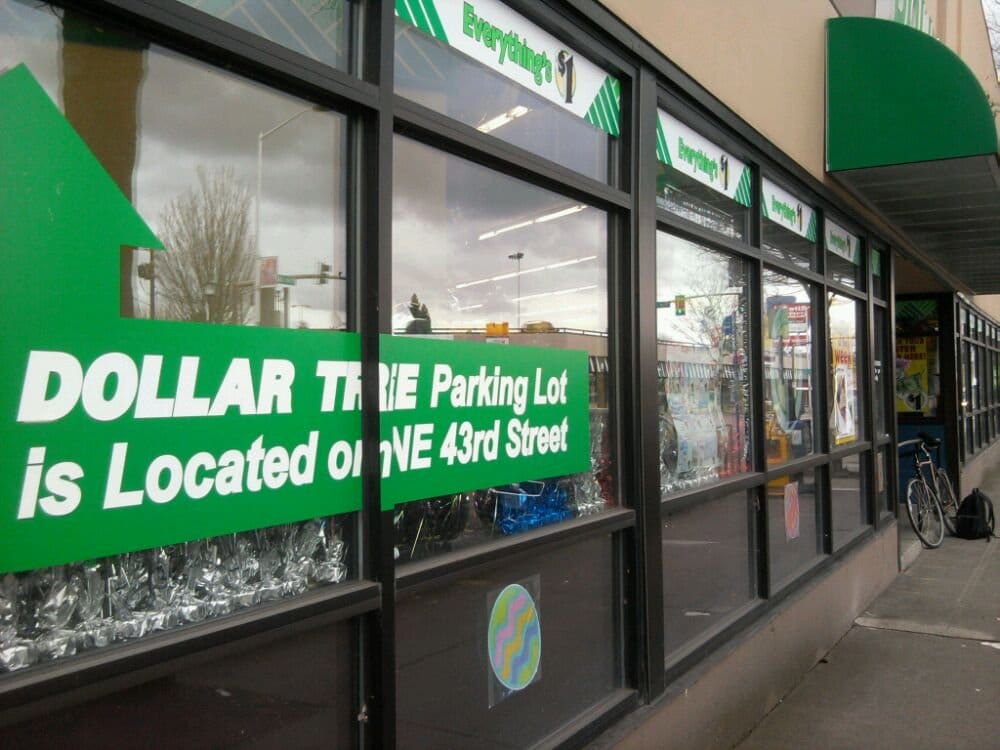 Everything's $1
Everything's $1
Everything's $1
DOLLAR TREE Parking Lot
is Located on NE 43rd Street